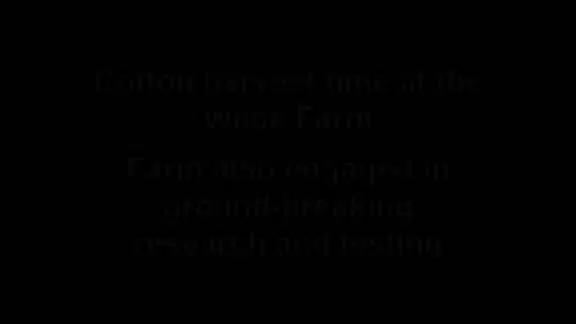 Cotton harvest time at the
Farm
Farm also engaged in
ground-breaking
research and testing